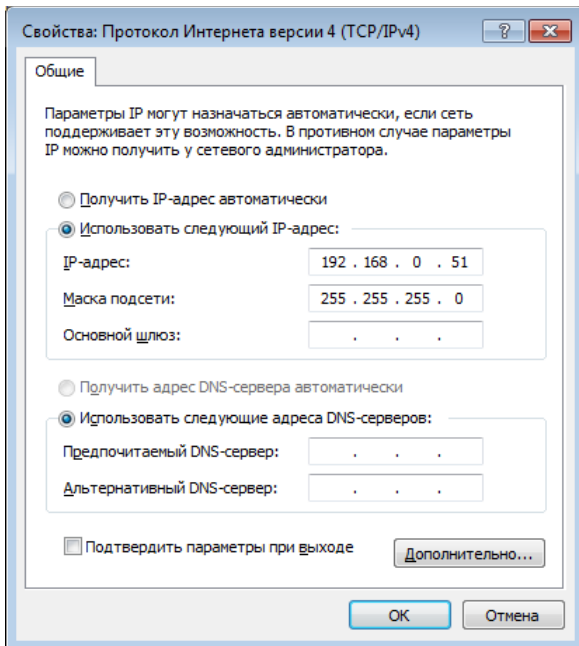 Свойства: Протокол Интернета версии 4 (TCP/IPv4)
Общие
Параметры IP могут назначаться автоматически, если сеть
поддерживает эту возможность. В противном случае параметры
IP можно получить у сетевого администратора.
Получить IP-адрес автоматически
Использовать следующий IP-адрес:
IP-адрес: 192 . 168 . 0 . 51
Маска подсети: 255 . 255 . 255 . 0
Основной шлюз: . . .
Получить адрес DNS-сервера автоматически
Использовать следующие адреса DNS-серверов:
Предпочитаемый DNS-сервер: . . .
Альтернативный DNS-сервер: . . .
Подтвердить параметры при выходе
Дополнительно...
ОК Отмена